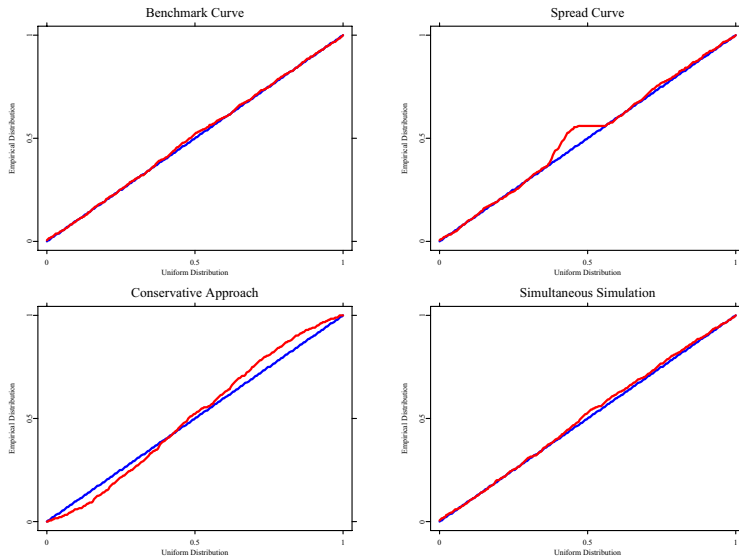 Benchmark Curve
Empirical Distribution
1
0.5
0
0 0.5 1
Uniform Distribution
Spread Curve
Empirical Distribution
1
0.5
0
0 0.5 1
Uniform Distribution
Conservative Approach
Empirical Distribution
1
0.5
0
0 0.5 1
Uniform Distribution
Simultaneous Simulation
Empirical Distribution
1
0.5
0
0 0.5 1
Uniform Distribution